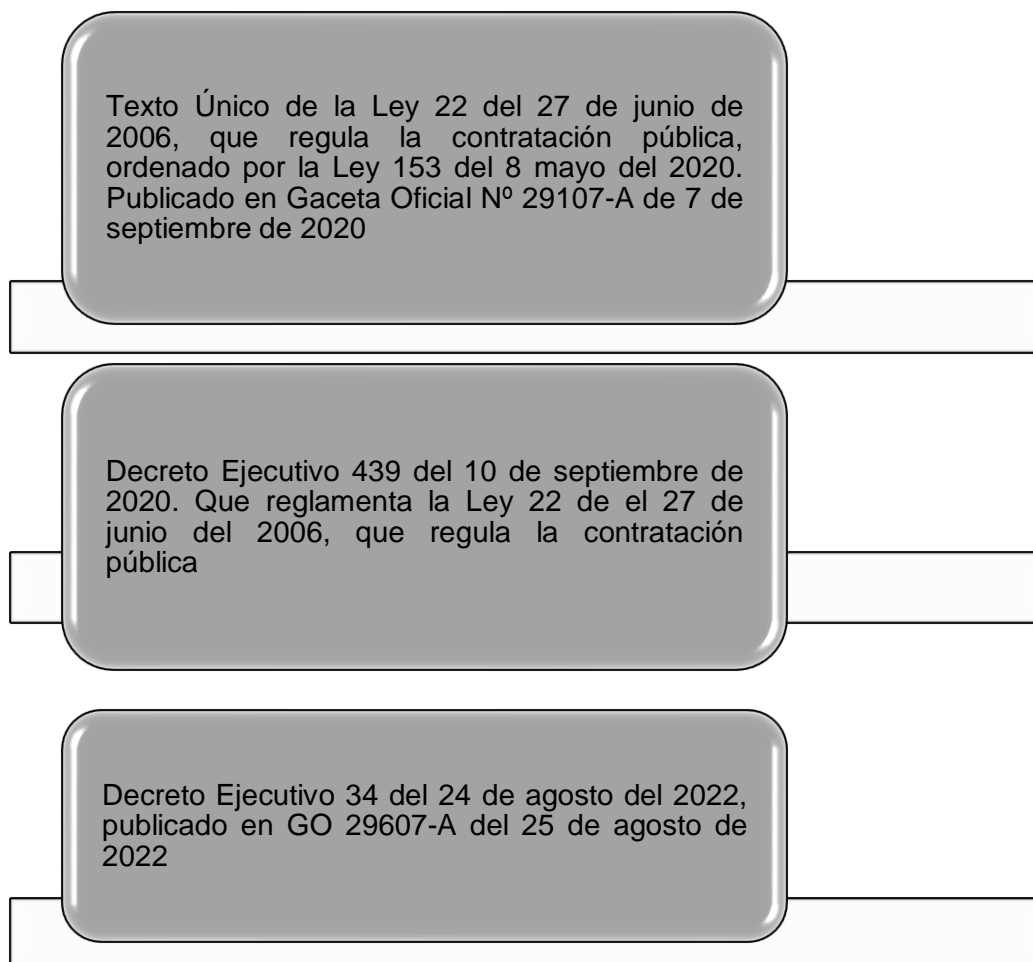 Texto Único de la Ley 22 del 27 de junio de
2006, que regula la contratación pública,
ordenado por la Ley 153 del 8 mayo del 2020.
Publicado en Gaceta Oficial Nº 29107-A de 7 de
septiembre de 2020
Decreto Ejecutivo 439 del 10 de septiembre de
2020. Que reglamenta la Ley 22 de el 27 de
junio del 2006, que regula la contratación
pública
Decreto Ejecutivo 34 del 24 de agosto del 2022,
publicado en GO 29607-A del 25 de agosto de
2022